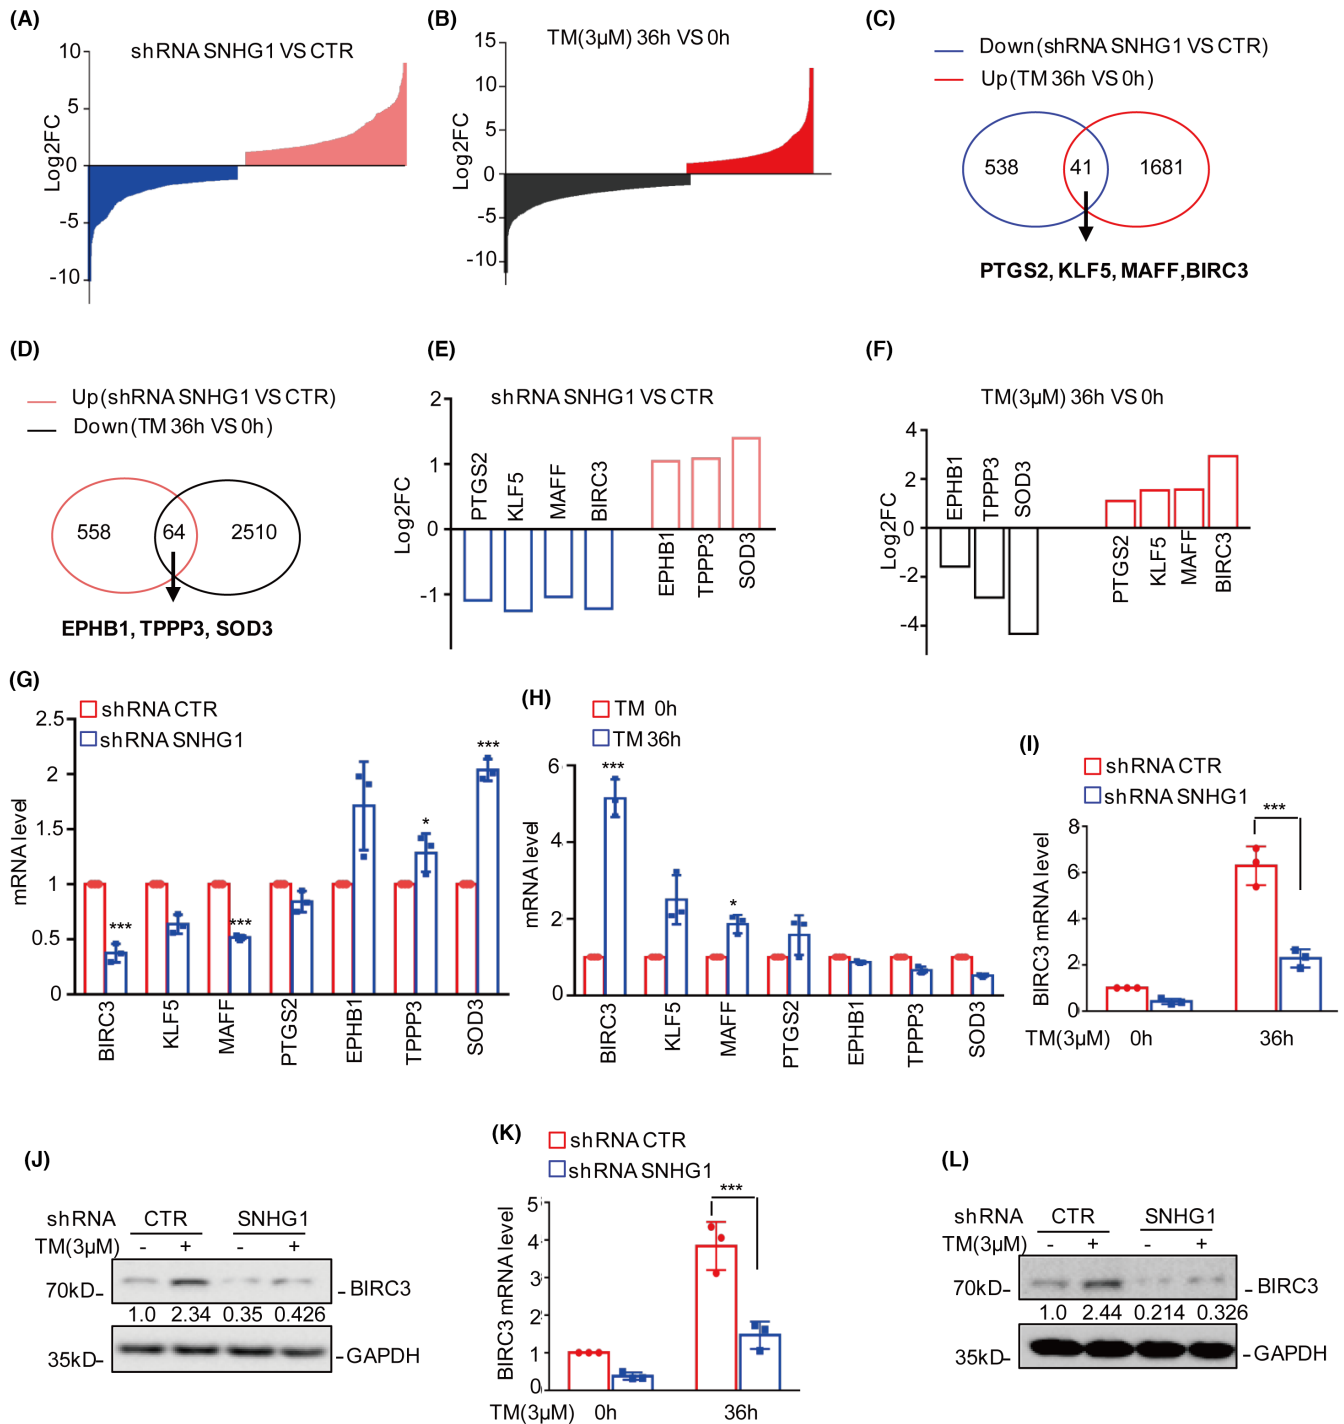 (A)
shRNA SNHG1 VS CTR
Log2FC
10
5
0
-5
-10
(B)
TM(3μM) 36h VS 0h
Log2FC
15
10
5
0
-5
-10
(C)
Down(shRNA SNHG1 VS CTR)
Up(TM 36h VS 0h)
538
41
1681
PTGS2, KLF5, MAFF,BIRC3
(D)
Up(shRNA SNHG1 VS CTR)
Down(TM 36h VS 0h)
558
64
2510
EPHB1, TPPP3, SOD3
(E)
shRNA SNHG1 VS CTR
Log2FC
2
1
0
-1
PTGS2
KLF5
MAFF
BIRC3
EPHB1
TPPP3
SOD3
(F)
TM(3μM) 36h VS 0h
Log2FC
4
2
0
-2
-4
EPHB1
TPPP3
SOD3
PTGS2
KLF5
MAFF
BIRC3
(G)
shRNA CTR
shRNA SNHG1
mRNA level
2.5
2
1.5
1
0.5
0
***
***
*
***
BIRC3
KLF5
MAFF
PTGS2
EPHB1
TPPP3
SOD3
(H)
TM 0h
TM 36h
mRNA level
6
4
2
0
***
*
BIRC3
KLF5
MAFF
PTGS2
EPHB1
TPPP3
SOD3
(I)
shRNA CTR
shRNA SNHG1
BIRC3 mRNA level
8
6
4
2
0
***
TM(3μM) 0h 36h
(J)
shRNA CTR SNHG1
TM(3μM) - + - +
70kD- - BIRC3
1.0 2.34 0.35 0.426
35kD- -GAPDH
(K)
shRNA CTR
shRNA SNHG1
BIRC3 mRNA level
5
4
3
2
1
0
***
TM(3μM) 0h 36h
(L)
shRNA CTR SNHG1
TM(3μM) - + - +
70kD- - BIRC3
1.0 2.44 0.214 0.326
35kD- -GAPDH